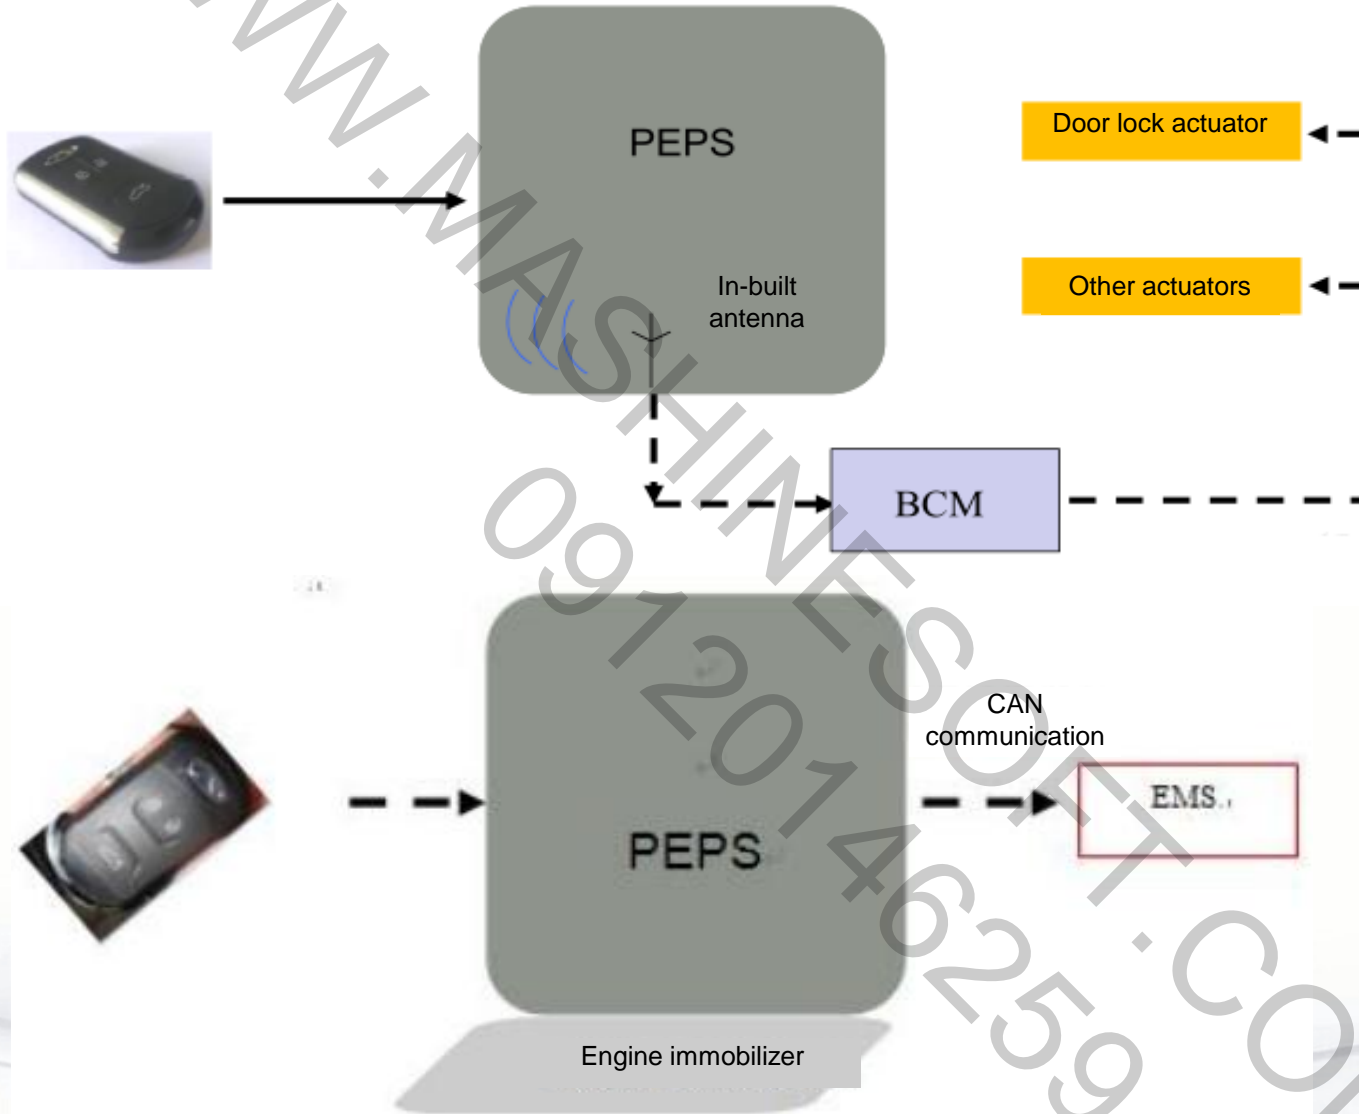 WWW.MASHINESOFT.COM
09120146259
PEPS
Door lock actuator
In-built
antenna
Other actuators
BCM
CAN
communication
EMS
PEPS
Engine immobilizer